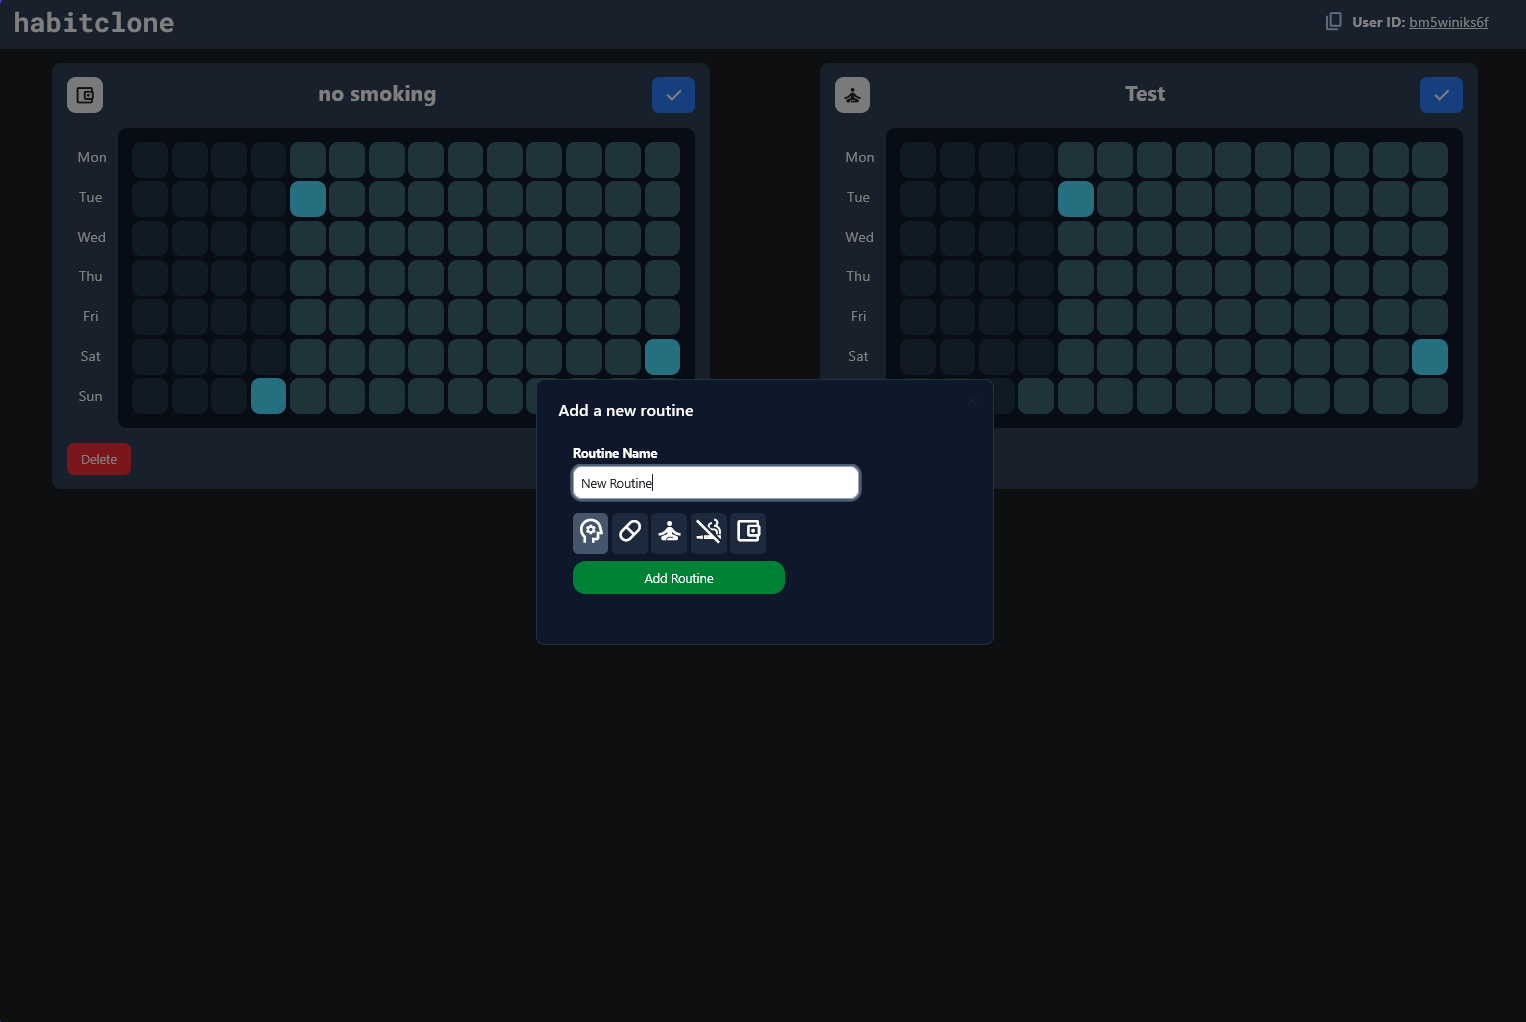 habitclone
User ID: bm5winiks6f
no smoking
Mon
Tue
Wed
Thu
Fri
Sat
Sun
Delete
Test
Mon
Tue
Wed
Thu
Fri
Sat
Add a new routine
Routine Name
New Routine
Add Routine